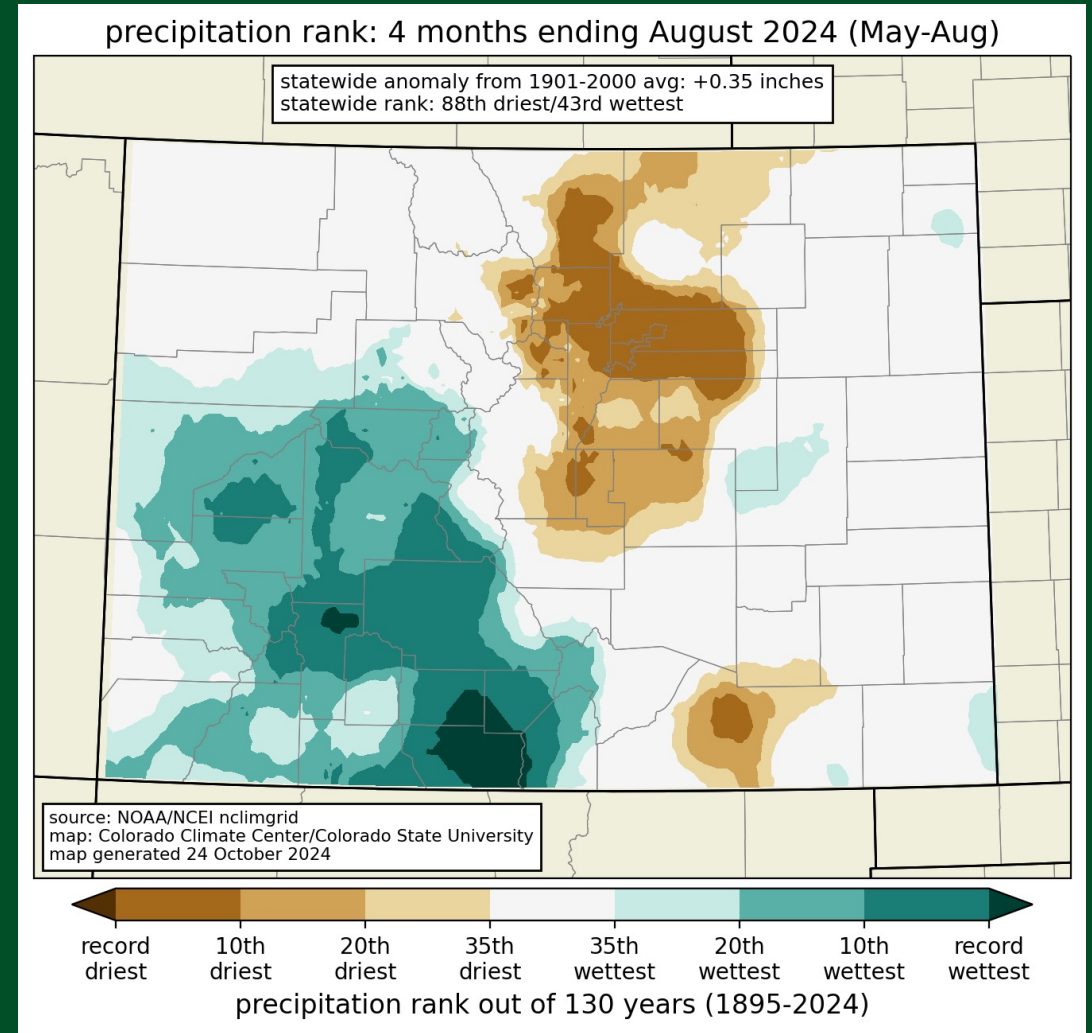 precipitation rank: 4 months ending August 2024 (May-Aug)
statewide anomaly from 1901-2000 avg: +0.35 inches
statewide rank: 88th driest/43rd wettest
source: NOAA/NCEI nclimgrid
map: Colorado Climate Center/Colorado State University
map generated 24 October 2024
record 10th 20th 35th 35th 20th 10th record
driest driest driest driest wettest wettest wettest wettest
precipitation rank out of 130 years (1895-2024)